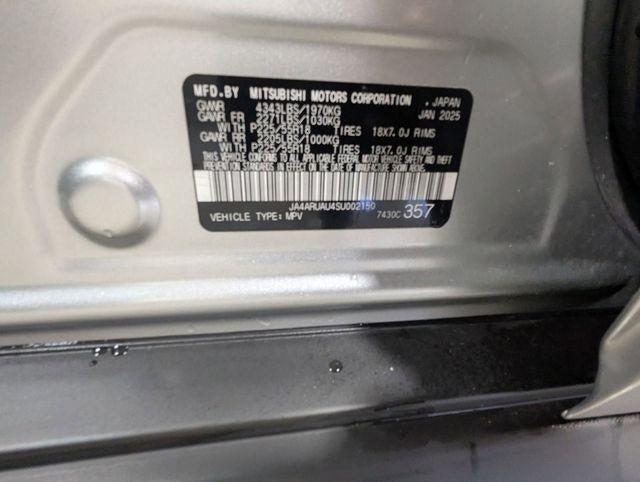 MFD.BY MITSUBISHI MOTORS CORPORATION , JAPAN
GVWR 4343LBS/1970KG JAN 2025
GAWR FR 2271LBS/1030KG
WITH P225/55R18 TIRES 18X7.0J RIMS
GAWR RR 2205LBS/1000KG
WITH P225/55R18 TIRES 18X7.0J RIMS
THIS VEHICLE CONFORMS TO ALL APPLICABLE FEDERAL MOTOR VEHICLE SAFETY AND THEFT
PREVENTION STANDARDS IN EFFECT ON THE DATE OF MANUFACTURE SHOWN ABOVE.
JA4ARUAU4SU002150
VEHICLE TYPE: MPV 7430C 357